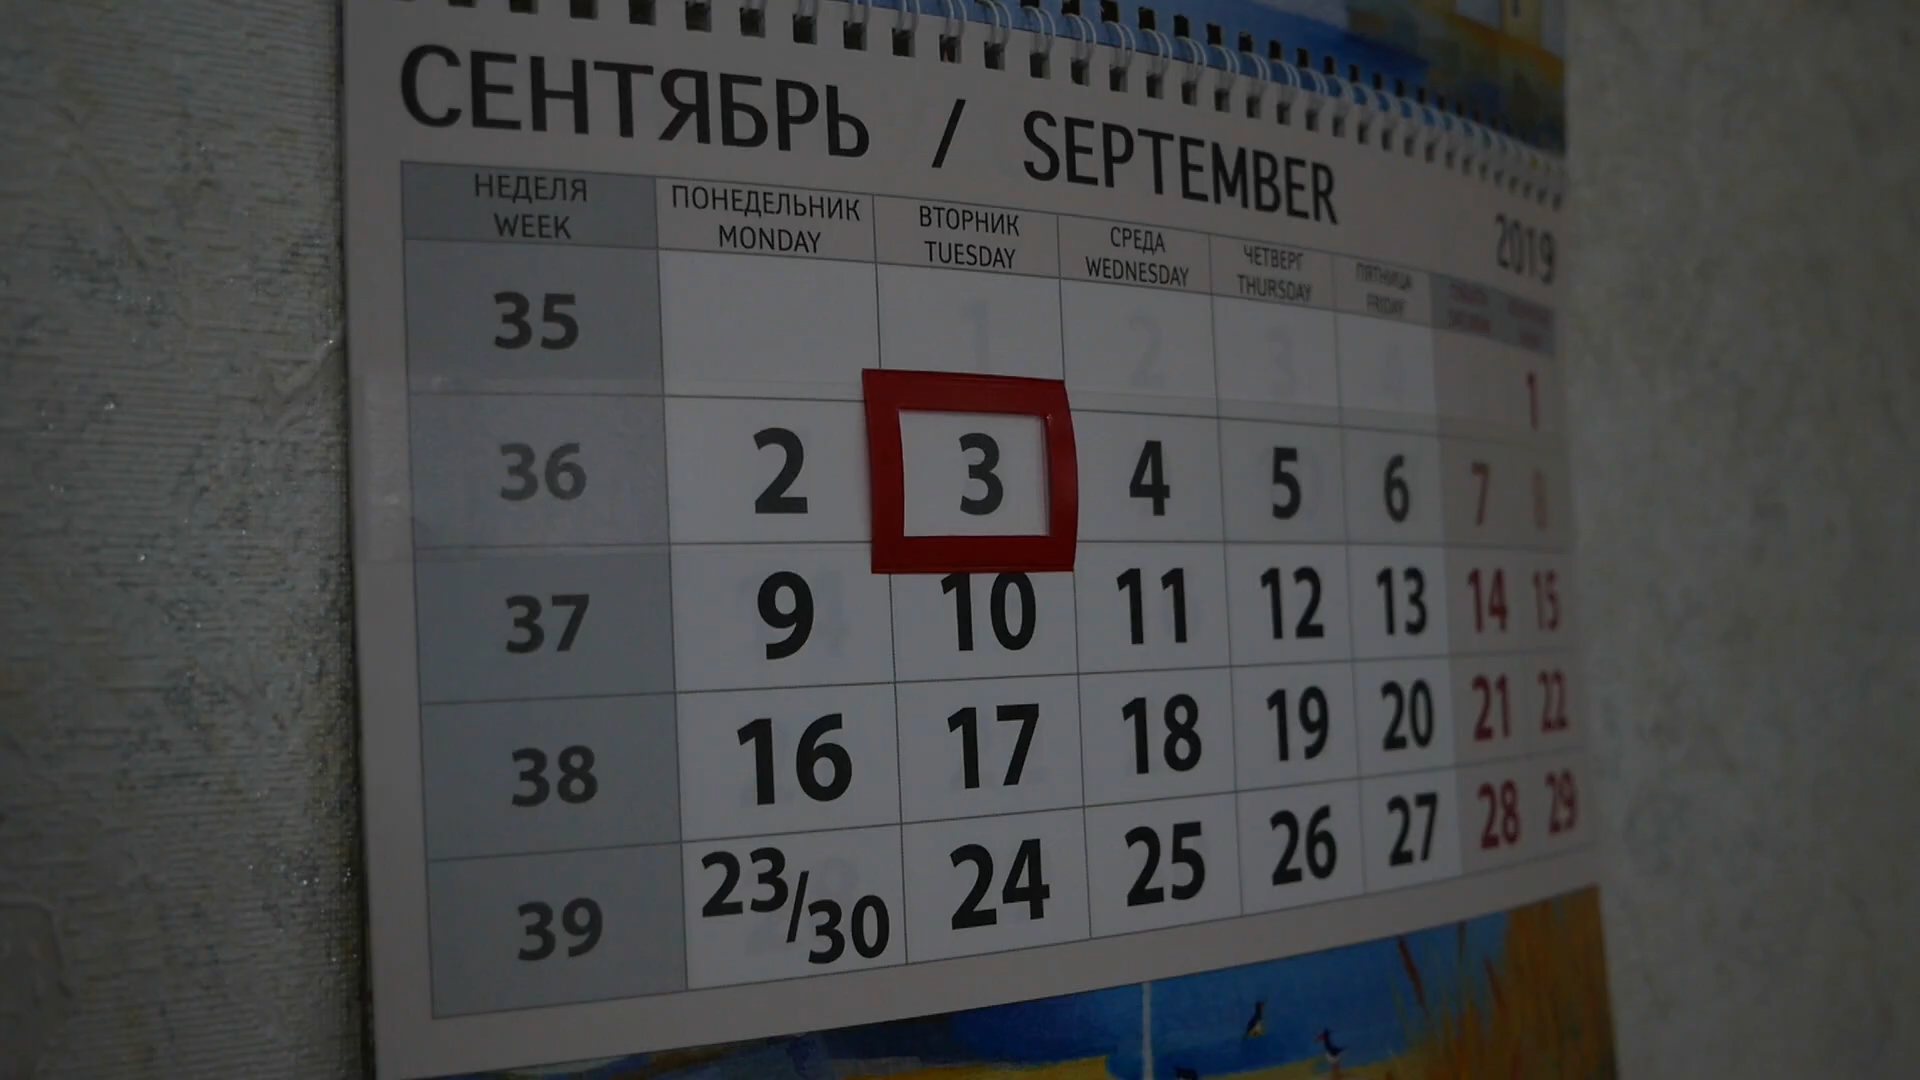 СЕНТЯБРЬ / SEPTEMBER
2019
НЕДЕЛЯ ПОНЕДЕЛЬНИК ВТОРНИК СРЕДА ЧЕТВЕРГ ПЯТНИЦА
WEEK MONDAY TUESDAY WEDNESDAY THURSDAY FRIDAY
35 1
36 2 3 4 5 6 7 8
37 9 10 11 12 13 14 15
38 16 17 18 19 20 21 22
39 23/30 24 25 26 27 28 29